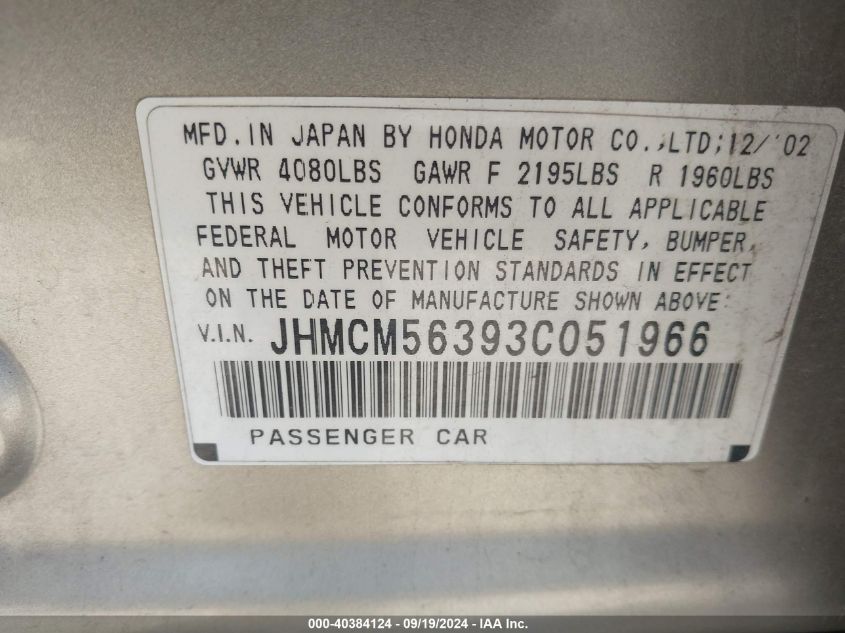 MFD.IN JAPAN BY HONDA MOTOR CO.,LTD;12/'02
GVWR 4080LBS GAWR F 2195LBS R 1960LBS
THIS VEHICLE CONFORMS TO ALL APPLICABLE
FEDERAL MOTOR VEHICLE SAFETY, BUMPER,
AND THEFT PREVENTION STANDARDS IN EFFECT
ON THE DATE OF MANUFACTURE SHOWN ABOVE:
V.I.N. JHMCM56393C051966
PASSENGER CAR
000-40384124 - 09/19/2024 - IAA Inc.